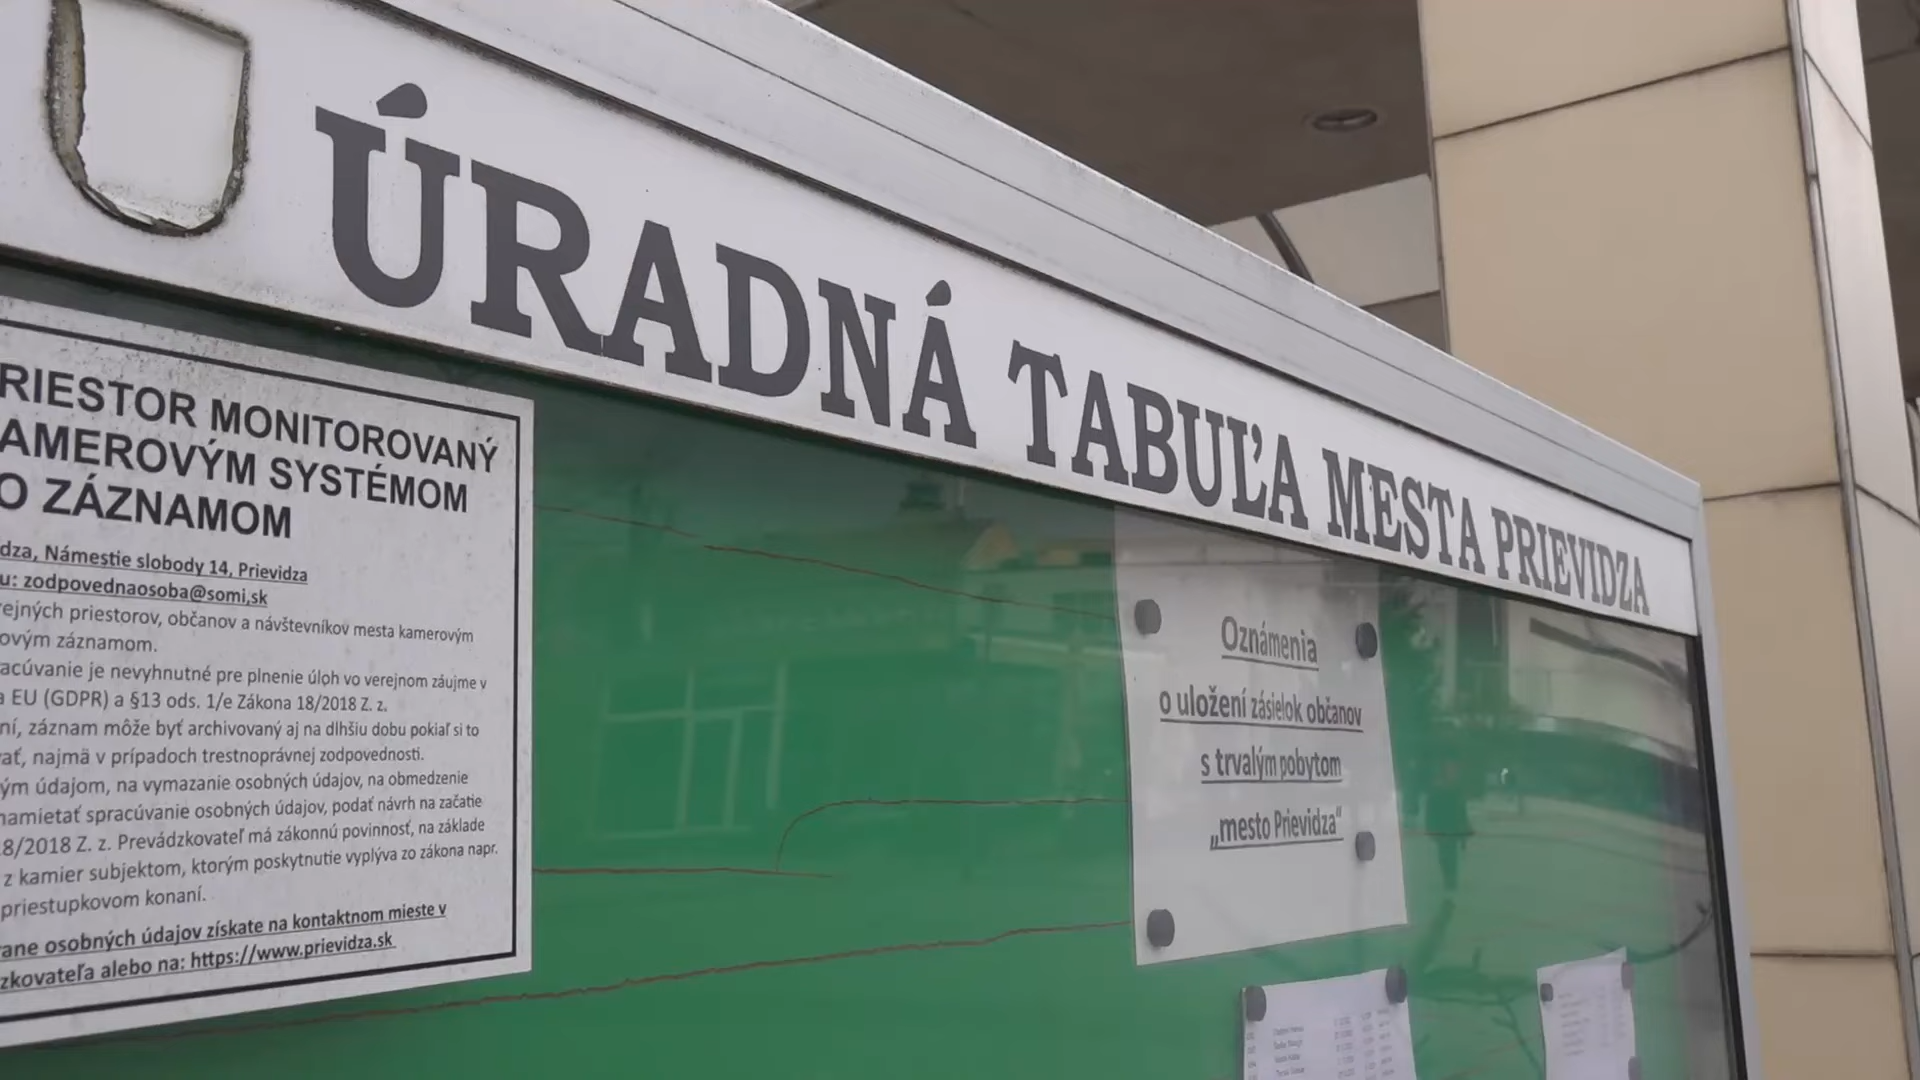 ÚRADNÁ TABUĽA MESTA PRIEVIDZA
RIESTOR MONITOROVANÝ
AMEROVÝM SYSTÉMOM
O ZÁZNAMOM
dza, Námestie slobody 14, Prievidza
u: zodpovednaosoba@somi,sk
ejných priestorov, občanov a návštevníkov mesta kamerovým
ovým záznamom.
acúvanie je nevyhnutné pre plnenie úloh vo verejnom záujme v
EU (GDPR) a §13 ods. 1/e Zákona 18/2018 Z. z.
ní, záznam môže byť archivovaný aj na dlhšiu dobu pokiaľ si to
ať, najmä v prípadoch trestnoprávnej zodpovednosti.
ým údajom, na vymazanie osobných údajov, na obmedzenie
namietať spracúvanie osobných údajov, podať návrh na začatie
8/2018 Z. z. Prevádzkovateľ má zákonnú povinnosť, na základe
z kamier subjektom, ktorým poskytnutie vyplýva zo zákona napr.
priestupkovom konaní.
ane osobných údajov získate na kontaktnom mieste v
zkovateľa alebo na: https://www.prievidza.sk
Oznámenia
o uložení zásielok občanov
s trvalým pobytom
„mesto Prievidza“